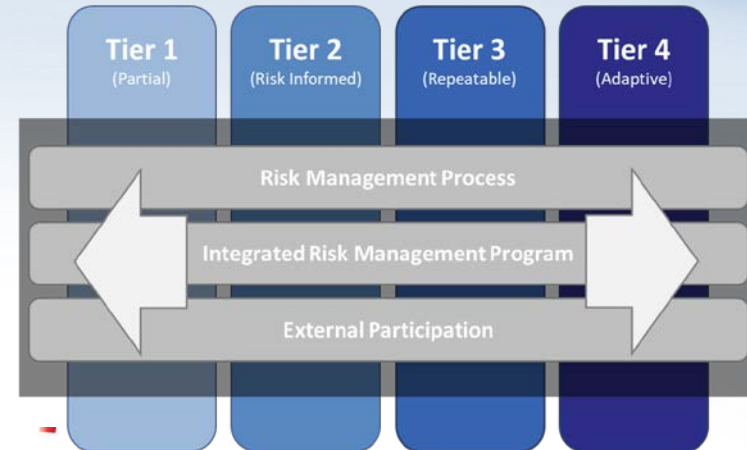 Tier 1
(Partial)
Tier 2
(Risk Informed)
Tier 3
(Repeatable)
Tier 4
(Adaptive)
Risk Management Process
Integrated Risk Management Program
External Participation